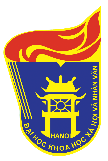 HANOI
ĐẠI HỌC KHOA HỌC XÃ HỘI VÀ NHÂN VĂN